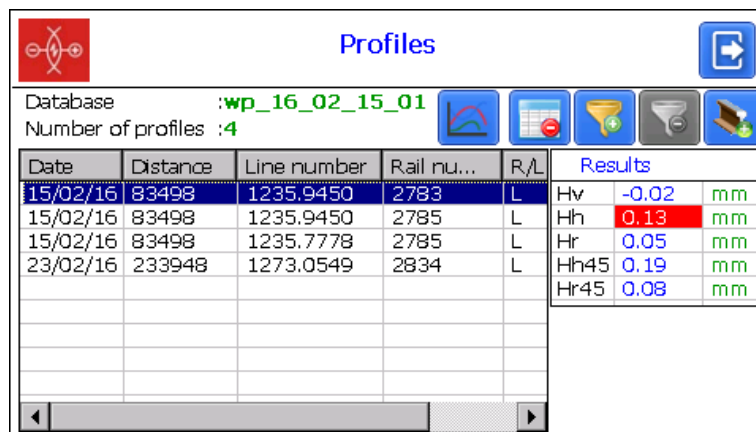 Profiles
Database :wp_16_02_15_01
Number of profiles :4
Date Distance Line number Rail nu... R/L
15/02/16 83498 1235.9450 2783 L
15/02/16 83498 1235.9450 2785 L
15/02/16 83498 1235.7778 2785 L
23/02/16 233948 1273.0549 2834 L
Results
Hv -0.02 mm
Hh 0.13 mm
Hr 0.05 mm
Hh45 0.19 mm
Hr45 0.08 mm